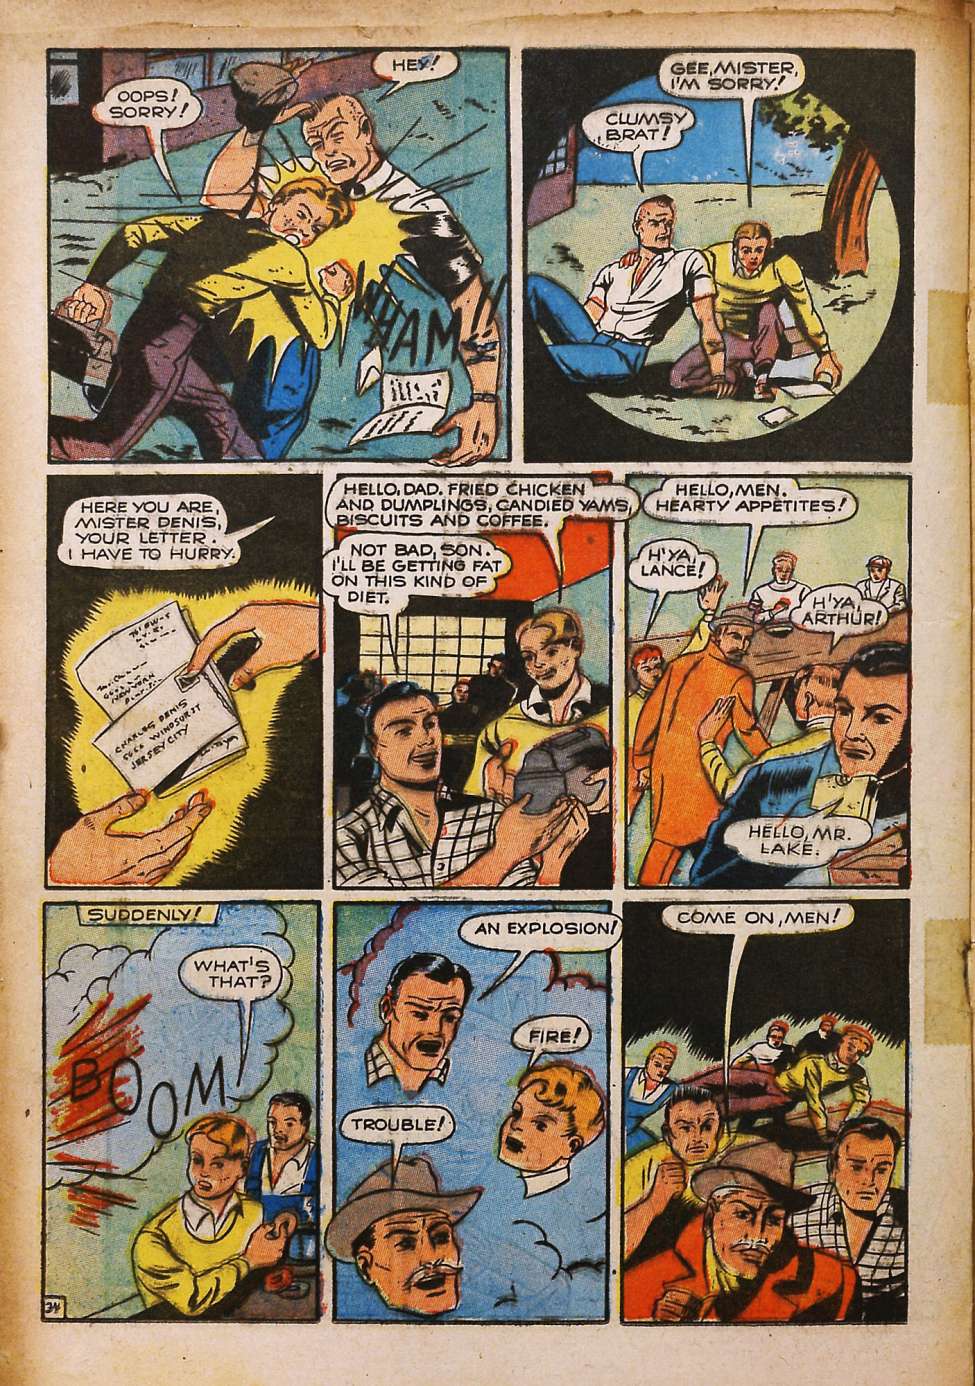 HEY!
OOPS!
SORRY!
WHAM
GEE, MISTER,
I'M SORRY!
CLUMSY
BRAT!
HERE YOU ARE,
MISTER DENIS,
YOUR LETTER.
I HAVE TO HURRY.
CHARLES DENIS
WINDSOR ST
JERSEY CITY
HELLO, DAD. FRIED CHICKEN
AND DUMPLINGS, CANDIED YAMS,
BISCUITS AND COFFEE.
NOT BAD, SON.
I'LL BE GETTING FAT
ON THIS KIND OF
DIET.
HELLO, MEN.
HEARTY APPETITES!
H'YA,
LANCE!
H'YA,
ARTHUR!
HELLO, MR.
LAKE.
SUDDENLY!
WHAT'S
THAT?
BOOM
34
AN EXPLOSION!
FIRE!
TROUBLE!
COME ON, MEN!